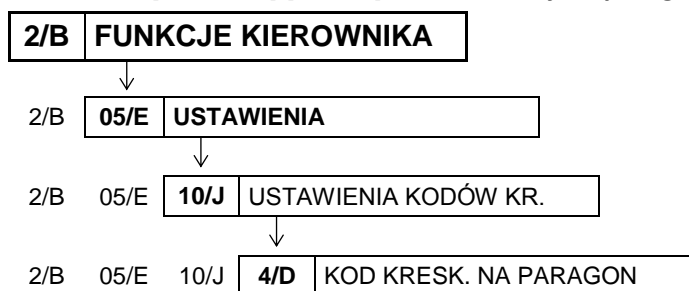 2/B FUNKCJE KIEROWNIKA
2/B 05/E USTAWIENIA
2/B 05/E 10/J USTAWIENIA KODÓW KR.
2/B 05/E 10/J 4/D KOD KRESK. NA PARAGON